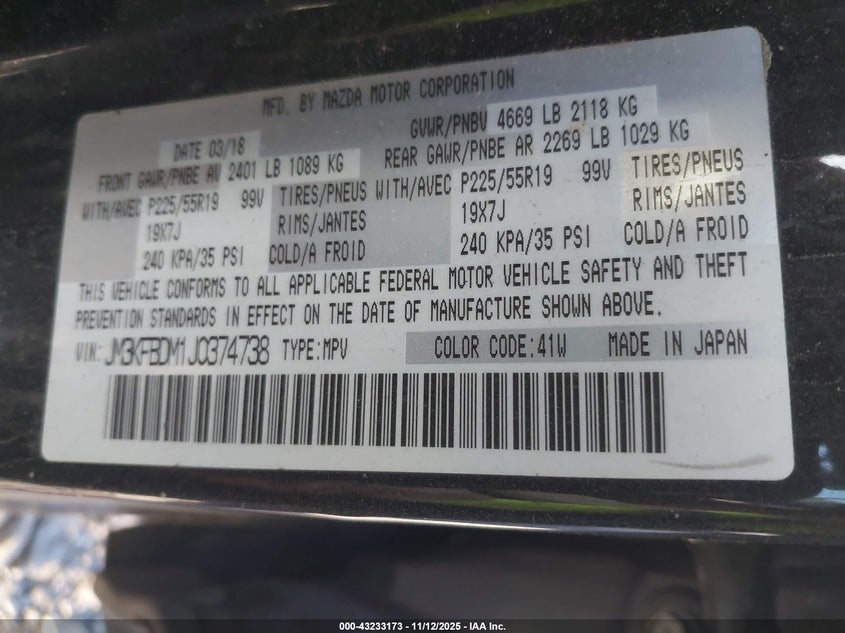 MFD. BY MAZDA MOTOR CORPORATION
DATE 03/18 GVWR/PNBV 4669 LB 2118 KG
FRONT GAWR/PNBE AV 2401 LB 1089 KG REAR GAWR/PNBE AR 2269 LB 1029 KG
WITH/AVEC P225/55R19 99V TIRES/PNEUS WITH/AVEC P225/55R19 99V TIRES/PNEUS
19X7J RIMS/JANTES 19X7J RIMS/JANTES
240 KPA/35 PSI COLD/A FROID 240 KPA/35 PSI COLD/A FROID
THIS VEHICLE CONFORMS TO ALL APPLICABLE FEDERAL MOTOR VEHICLE SAFETY AND THEFT
PREVENTION STANDARDS IN EFFECT ON THE DATE OF MANUFACTURE SHOWN ABOVE.
VIN: JM3KFBDM1J0374738 TYPE:MPV COLOR CODE:41W MADE IN JAPAN
000-43233173 - 11/12/2025 - IAA Inc.